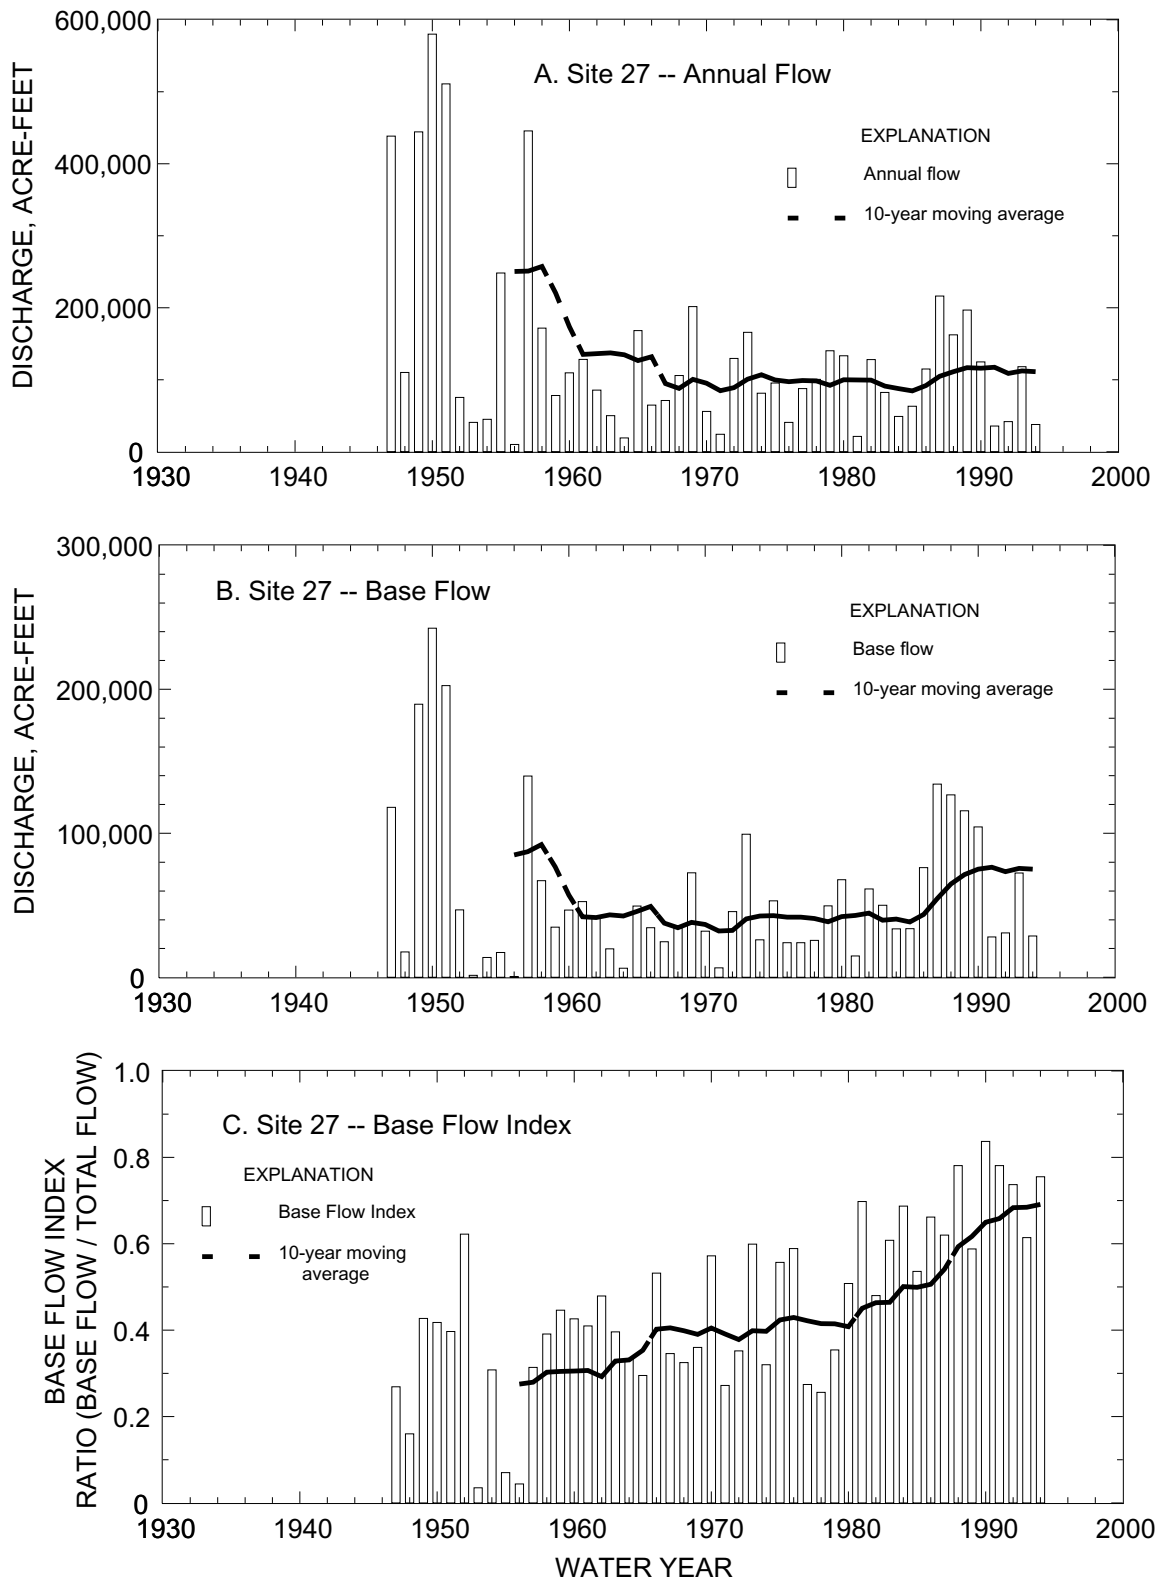 600,000
400,000
200,000
0
DISCHARGE, ACRE-FEET
A. Site 27 -- Annual Flow
EXPLANATION
Annual flow
10-year moving average
1930 1940 1950 1960 1970 1980 1990 2000
300,000
200,000
100,000
0
DISCHARGE, ACRE-FEET
B. Site 27 -- Base Flow
EXPLANATION
Base flow
10-year moving average
1930 1940 1950 1960 1970 1980 1990 2000
1.0
0.8
0.6
0.4
0.2
0
BASE FLOW INDEX
RATIO (BASE FLOW / TOTAL FLOW)
C. Site 27 -- Base Flow Index
EXPLANATION
Base Flow Index
10-year moving
average
1930 1940 1950 1960 1970 1980 1990 2000
WATER YEAR